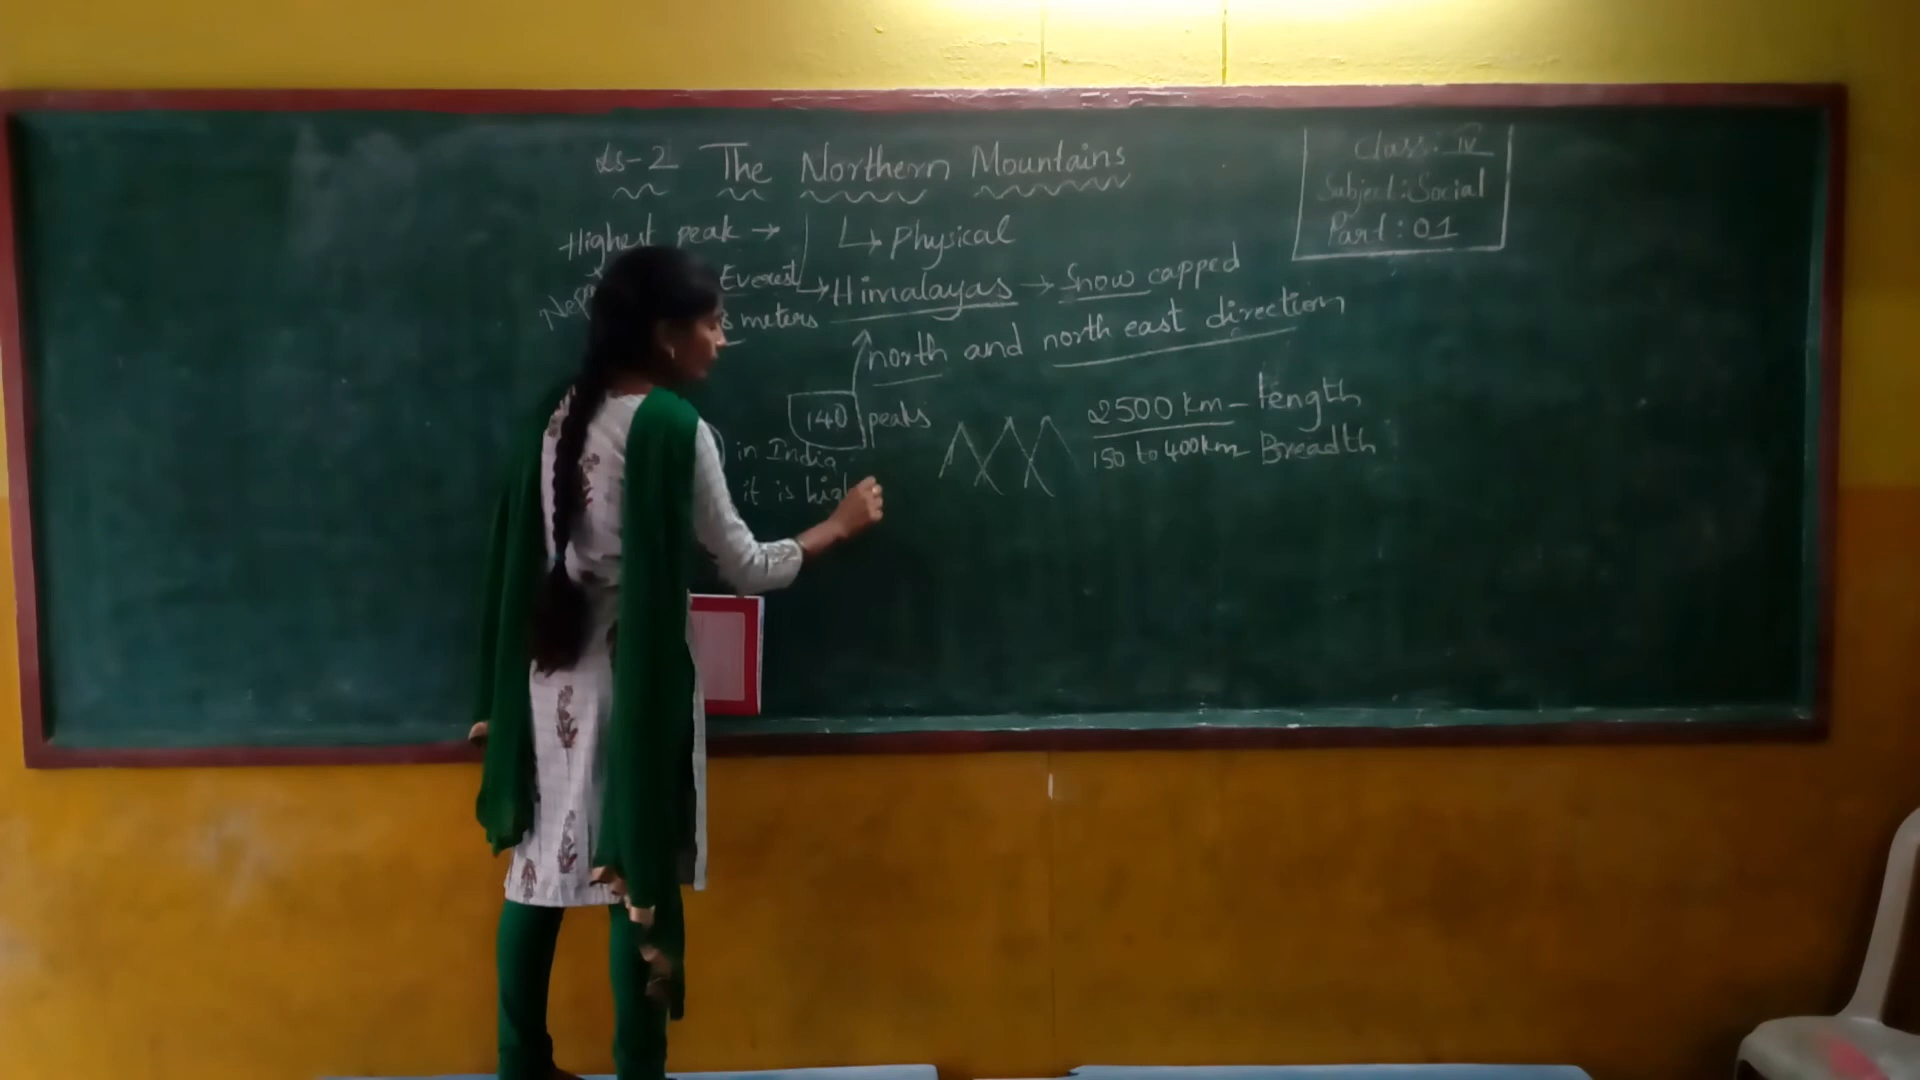 Ls-2 The Northern Mountains
Class: IV
Subject: Social
Part: 01
Highest peak →
↳ Physical
Everest
→ Himalayas → Snow capped
meters
north and north east direction
140 peaks
2500 km - Length
150 to 400km Breadth
in India
it is